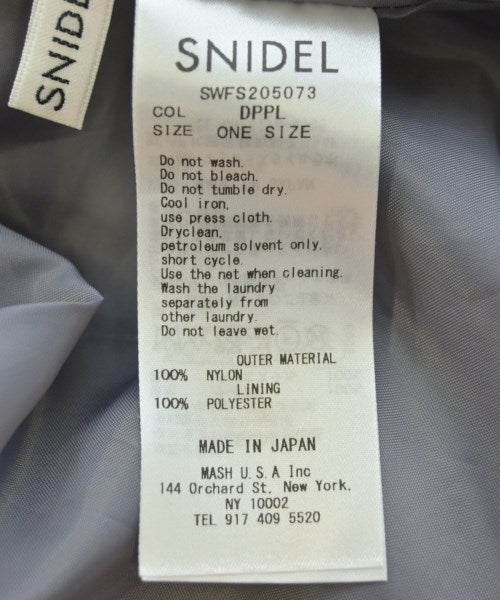 SNIDEL
SNIDEL
SWFS205073
COL DPPL
SIZE ONE SIZE
Do not wash.
Do not bleach.
Do not tumble dry.
Cool iron,
use press cloth.
Dryclean,
petroleum solvent only.
short cycle.
Use the net when cleaning.
Wash the laundry
separately from
other laundry.
Do not leave wet.
OUTER MATERIAL
100% NYLON
LINING
100% POLYESTER
MADE IN JAPAN
MASH U.S.A Inc
144 Orchard St. New York.
NY 10002
TEL 917 409 5520